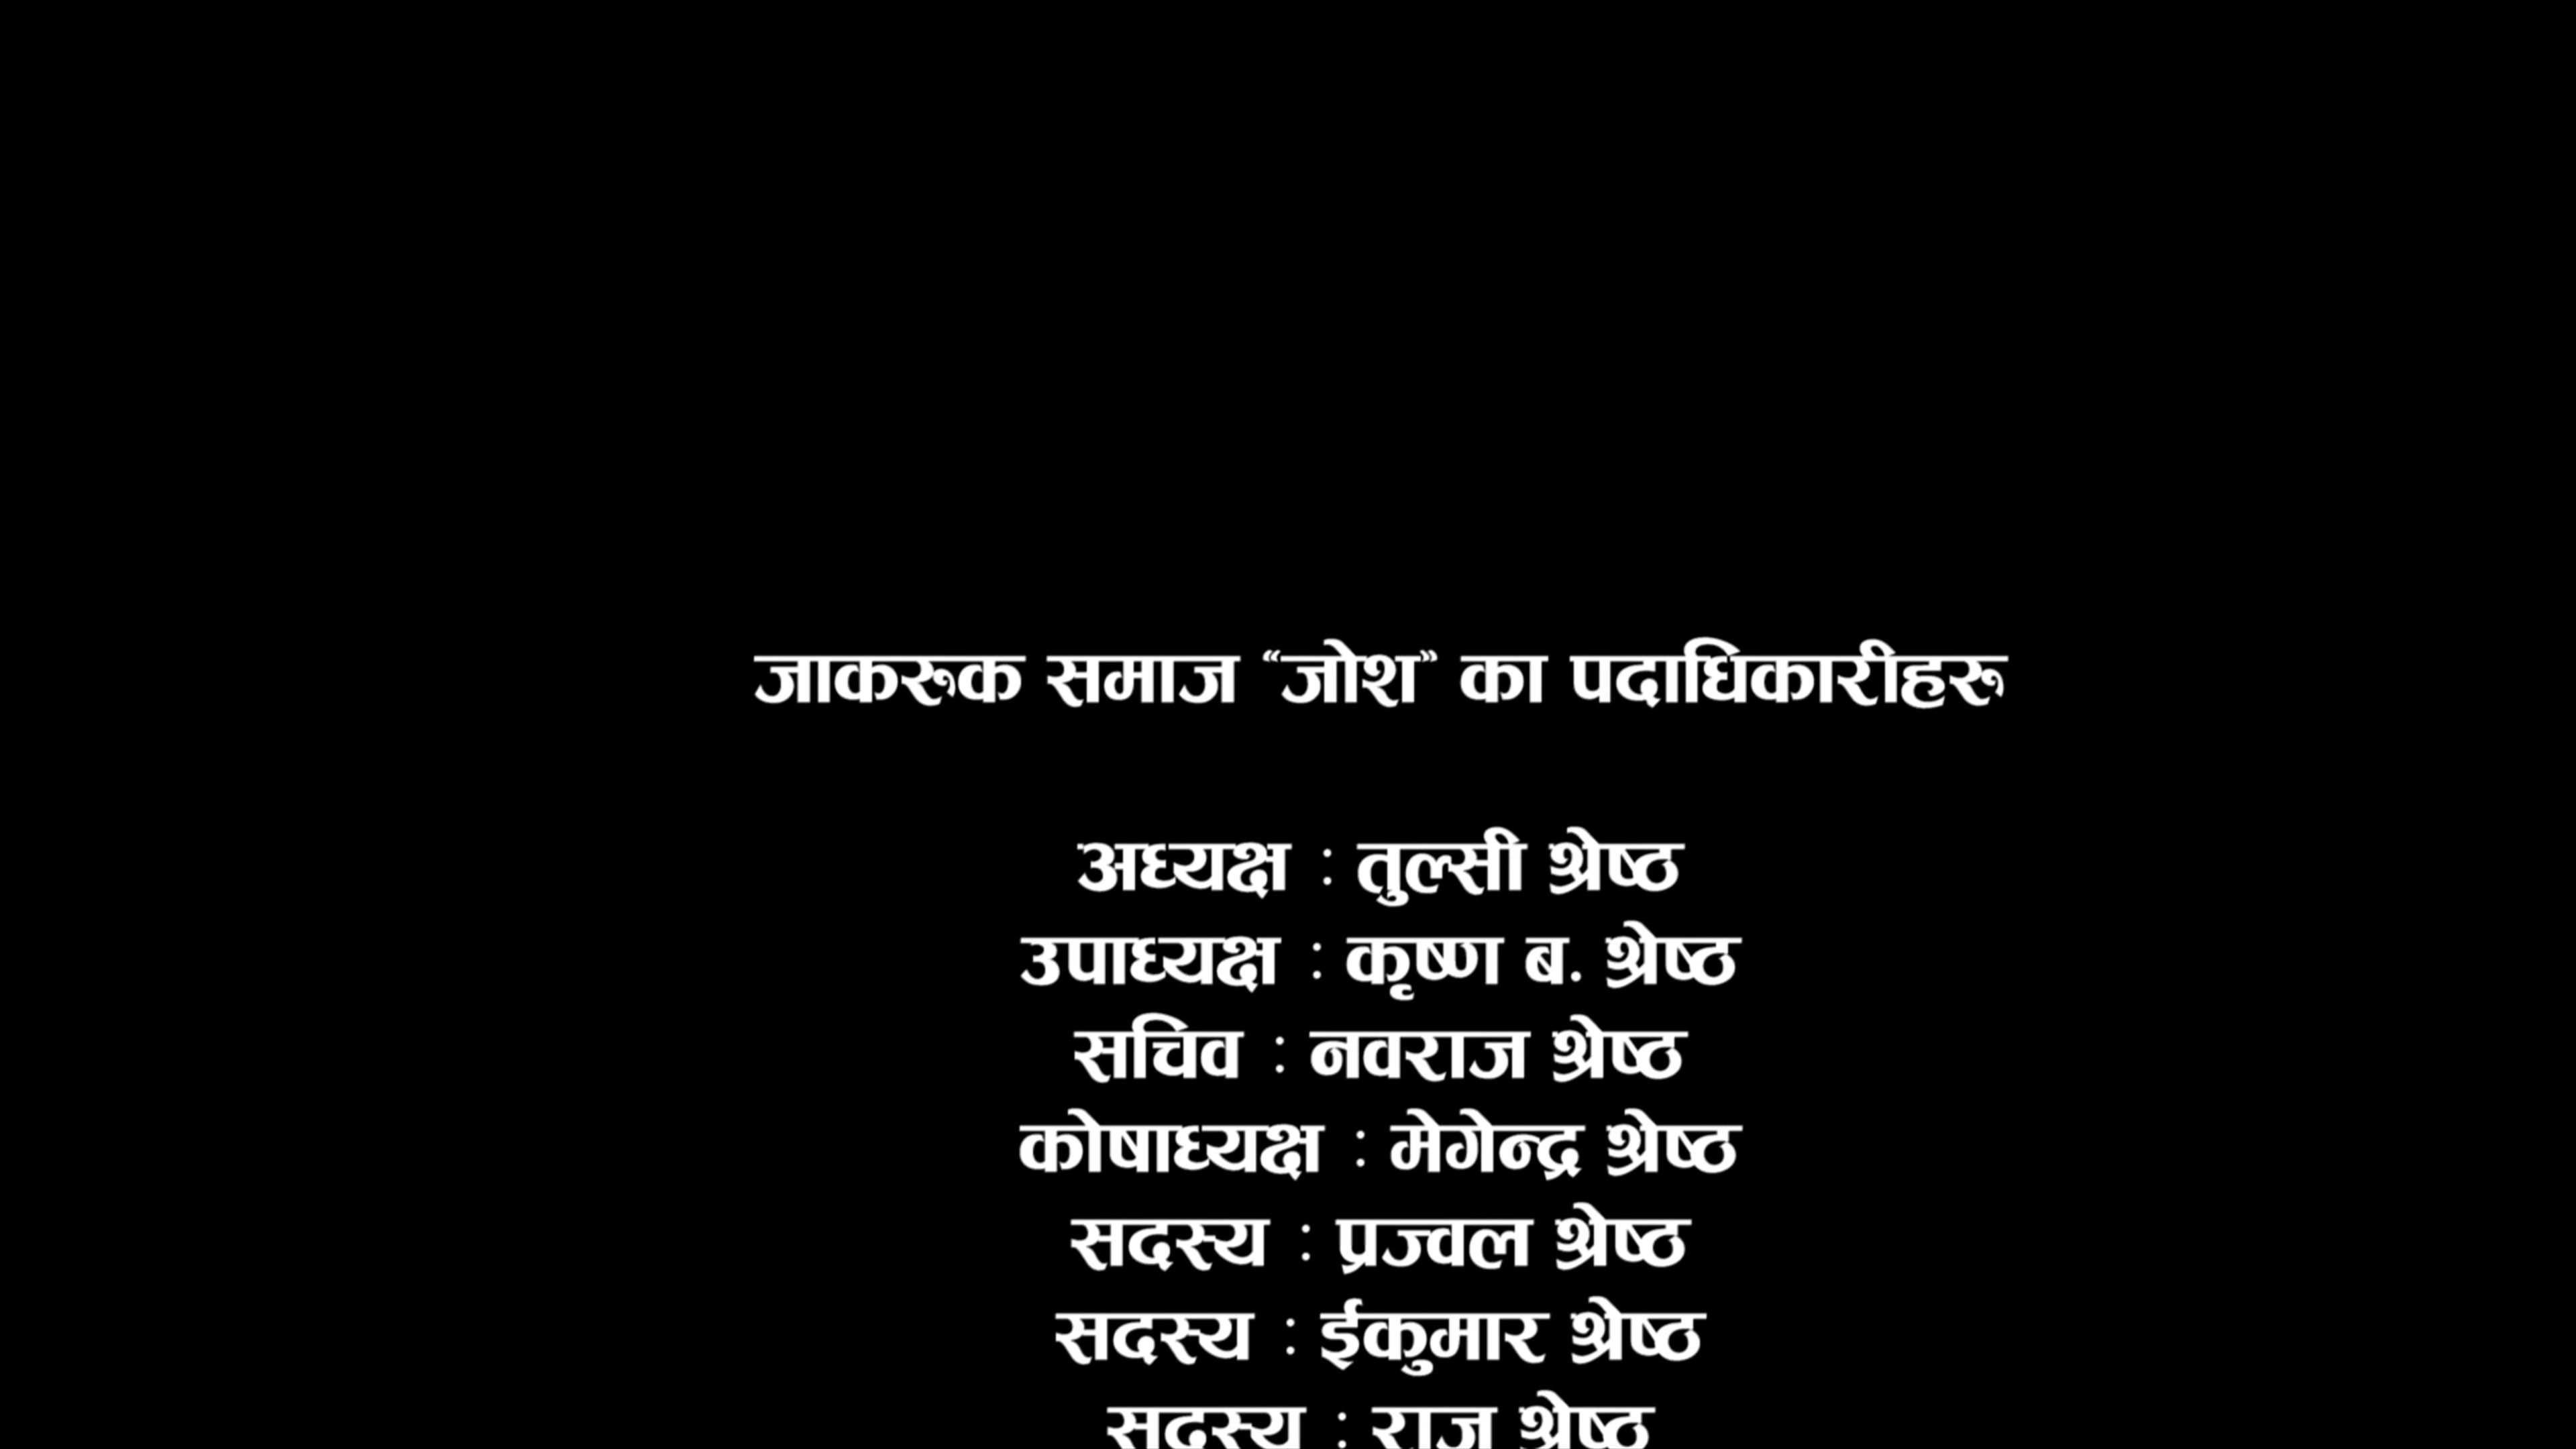 जाकरुक समाज “जोश” का पदाधिकारीहरु
अध्यक्ष : तुल्सी श्रेष्ठ
उपाध्यक्ष : कृष्ण ब. श्रेष्ठ
सचिव : नवराज श्रेष्ठ
कोषाध्यक्ष : मेगेन्द्र श्रेष्ठ
सदस्य : प्रज्वल श्रेष्ठ
सदस्य : ईकुमार श्रेष्ठ
सदस्य : राज श्रेष्ठ